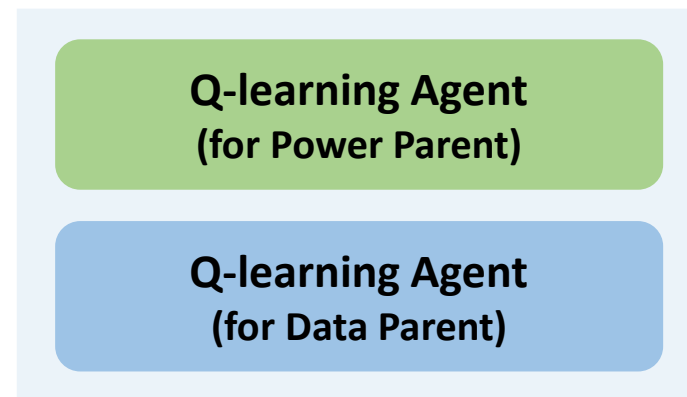 Q-learning Agent
(for Power Parent)
Q-learning Agent
(for Data Parent)